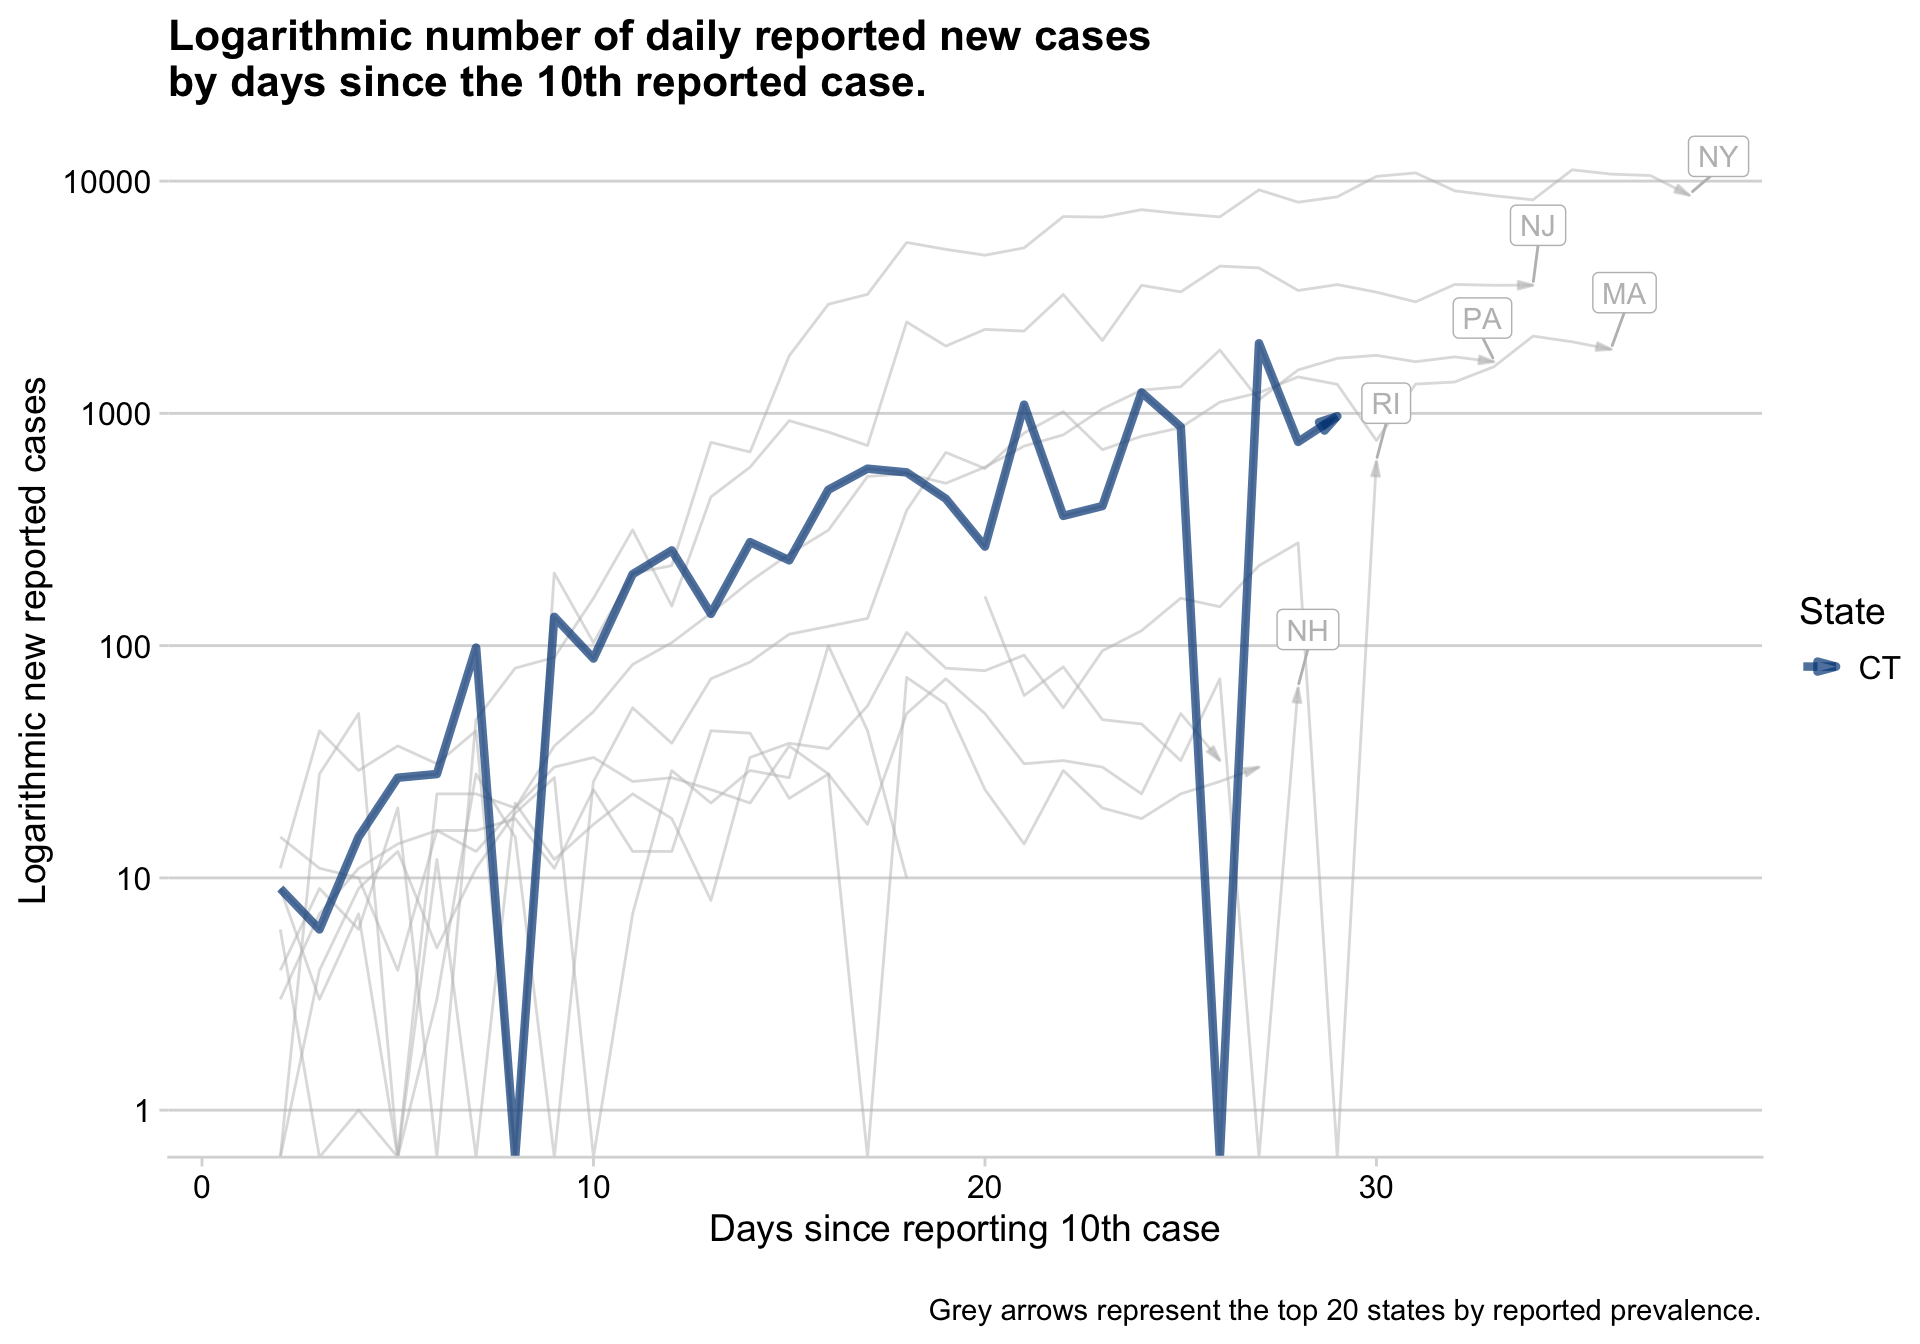 Logarithmic number of daily reported new cases
by days since the 10th reported case.
Logarithmic new reported cases
10000
1000
100
10
1
NY
NJ
MA
PA
RI
NH
State
CT
0
10
20
30
Days since reporting 10th case
Grey arrows represent the top 20 states by reported prevalence.